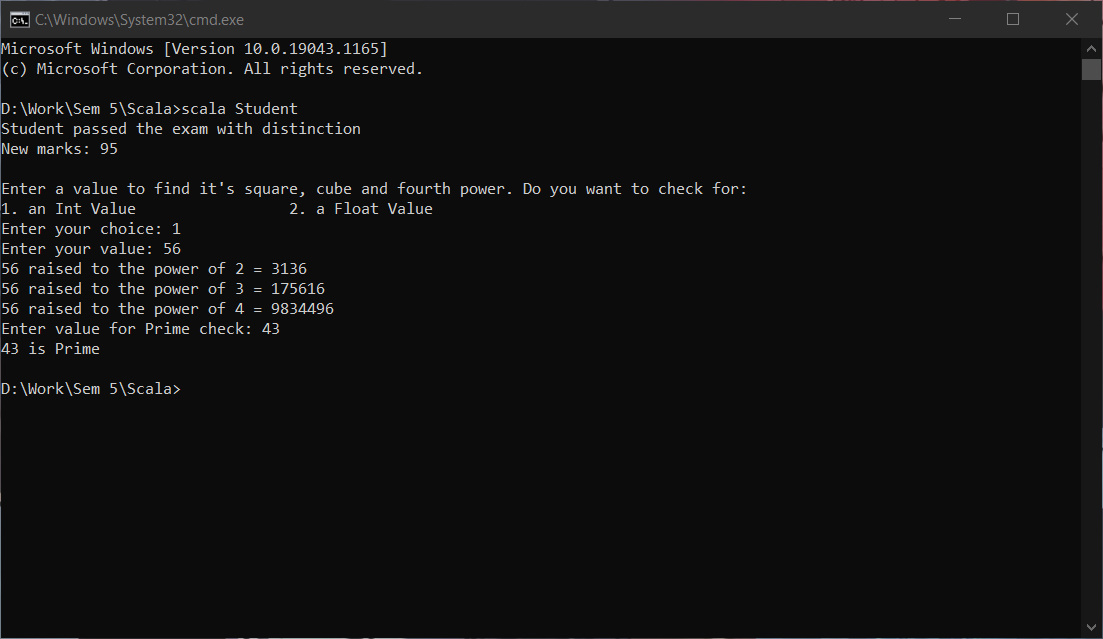 C:\Windows\System32\cmd.exe
Microsoft Windows [Version 10.0.19043.1165]
(c) Microsoft Corporation. All rights reserved.
D:\Work\Sem 5\Scala>scala Student
Student passed the exam with distinction
New marks: 95
Enter a value to find it's square, cube and fourth power. Do you want to check for:
1. an Int Value                 2. a Float Value
Enter your choice: 1
Enter your value: 56
56 raised to the power of 2 = 3136
56 raised to the power of 3 = 175616
56 raised to the power of 4 = 9834496
Enter value for Prime check: 43
43 is Prime
D:\Work\Sem 5\Scala>